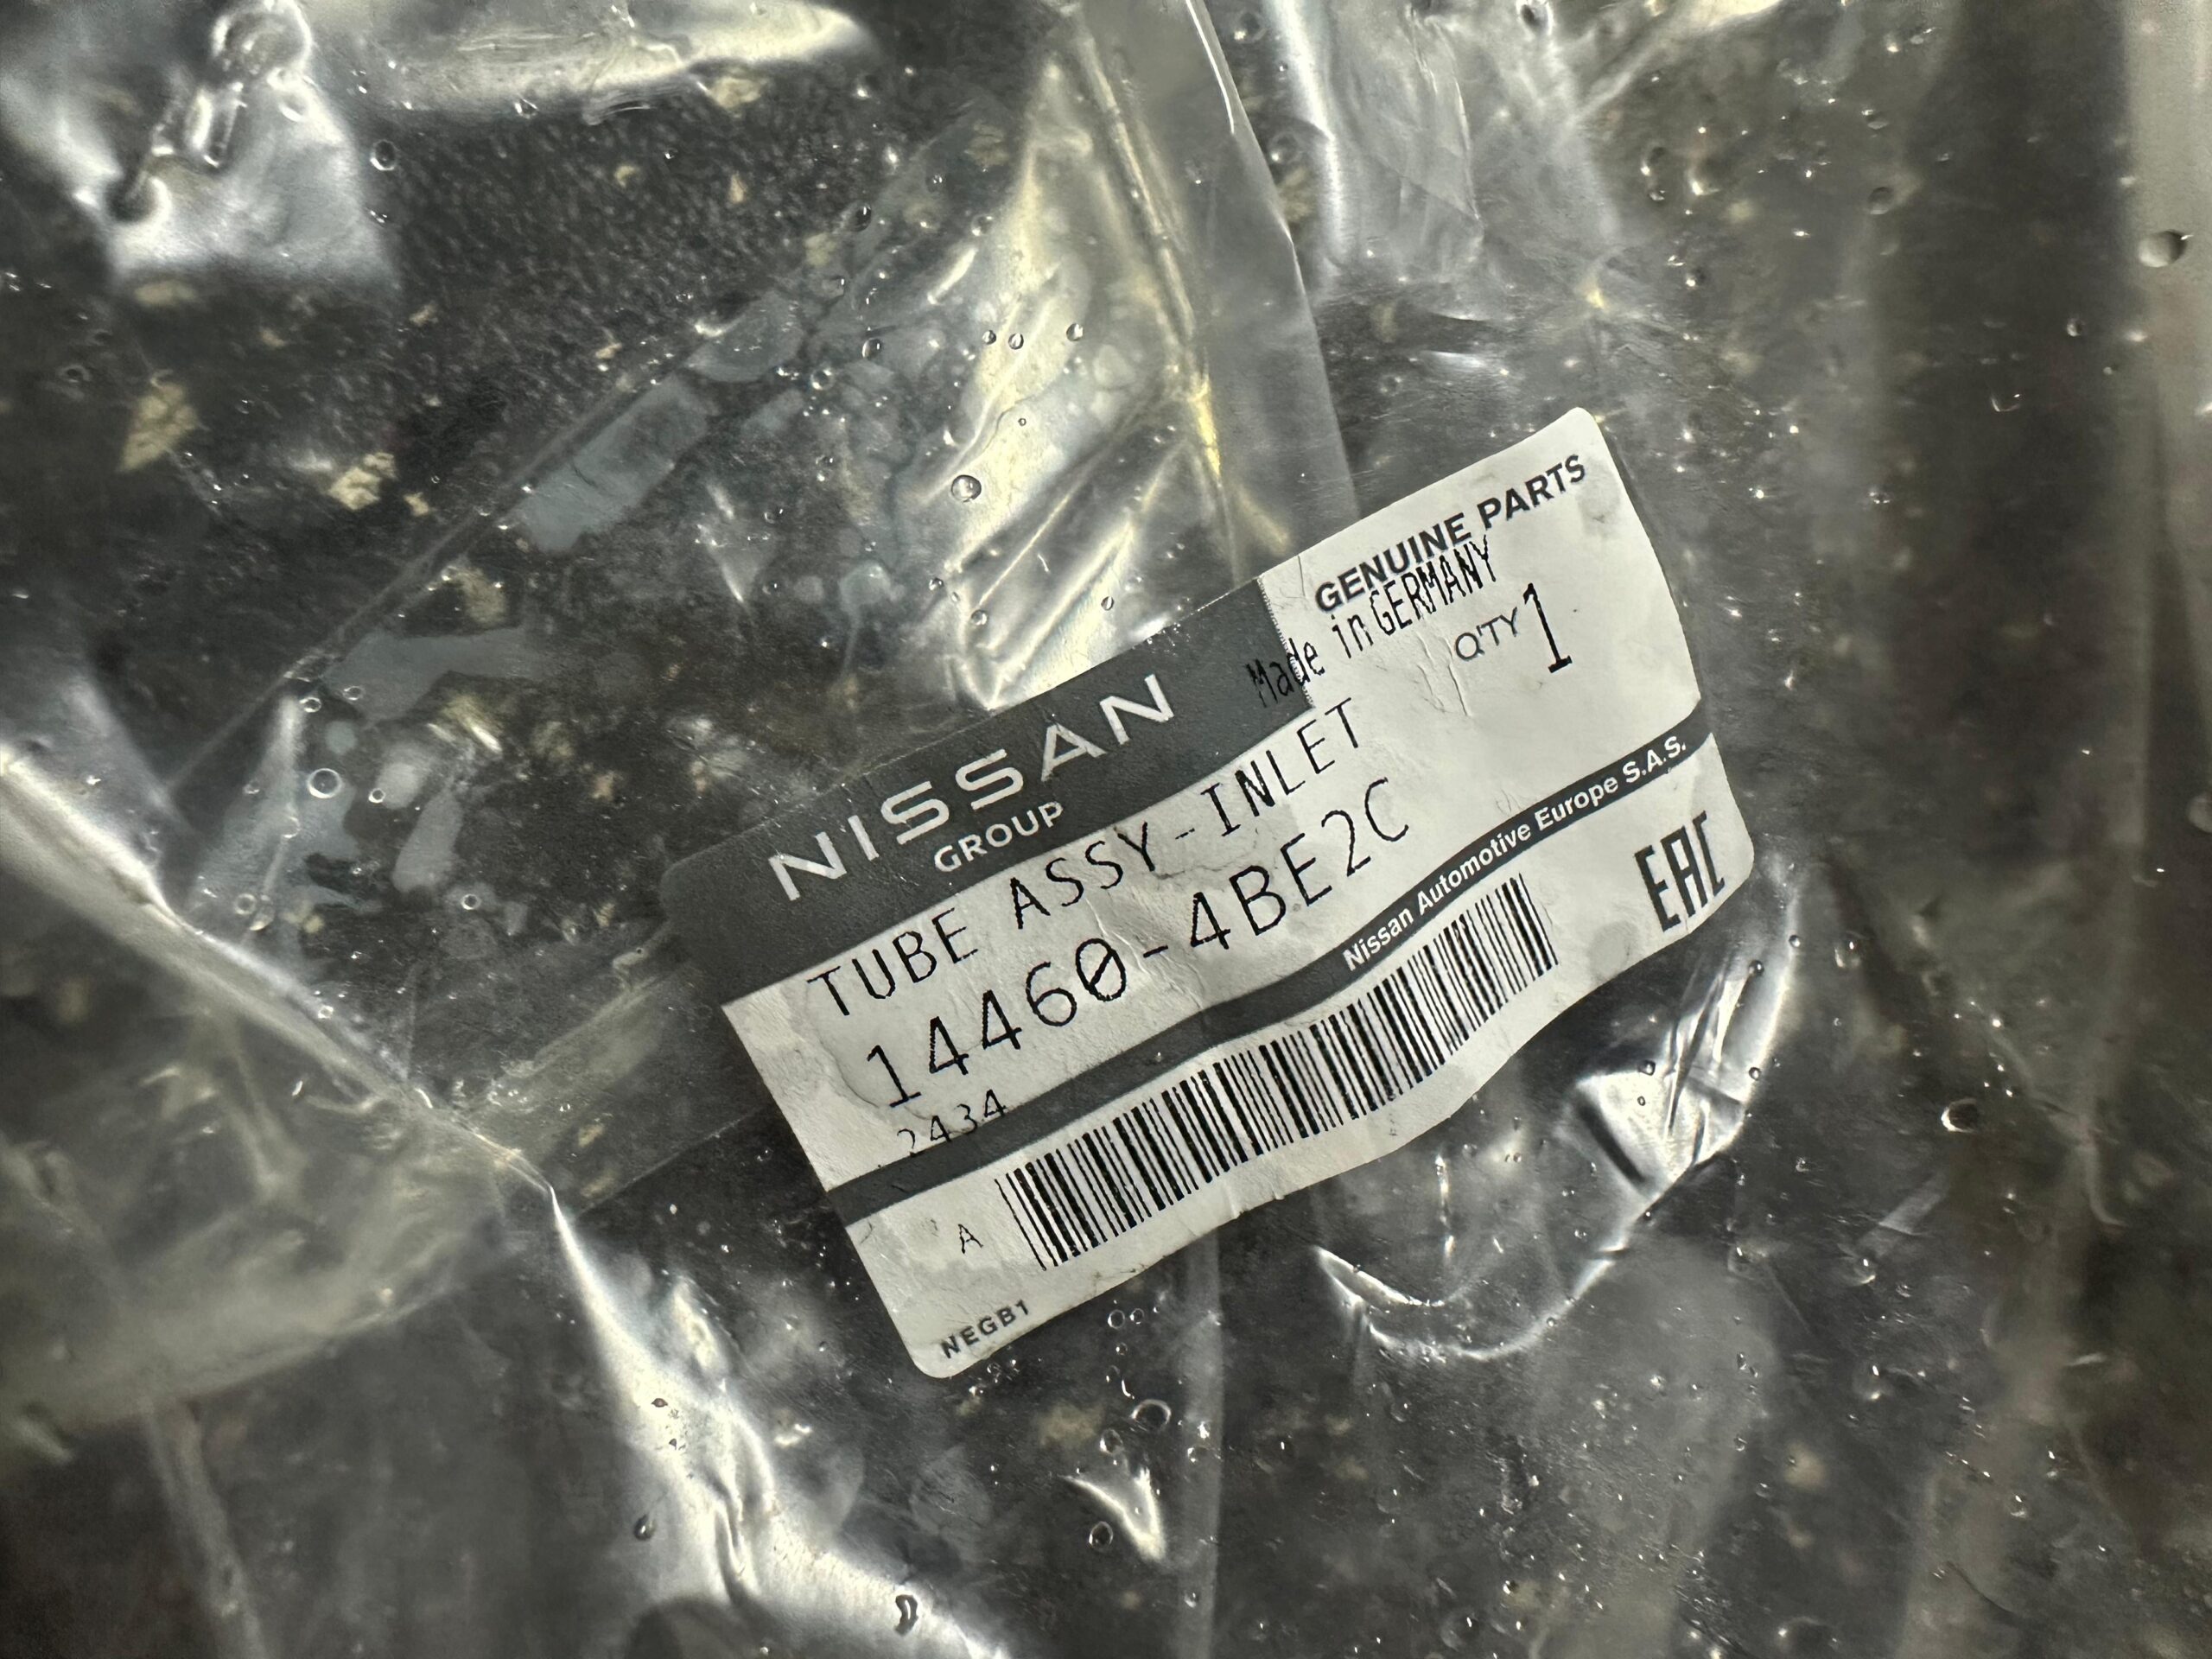 GENUINE PARTS
Made in GERMANY
Q'TY 1
NISSAN
GROUP
TUBE ASSY-INLET
14460-4BE2C
2434
Nissan Automotive Europe S.A.S.
EAC
A
NEGB1